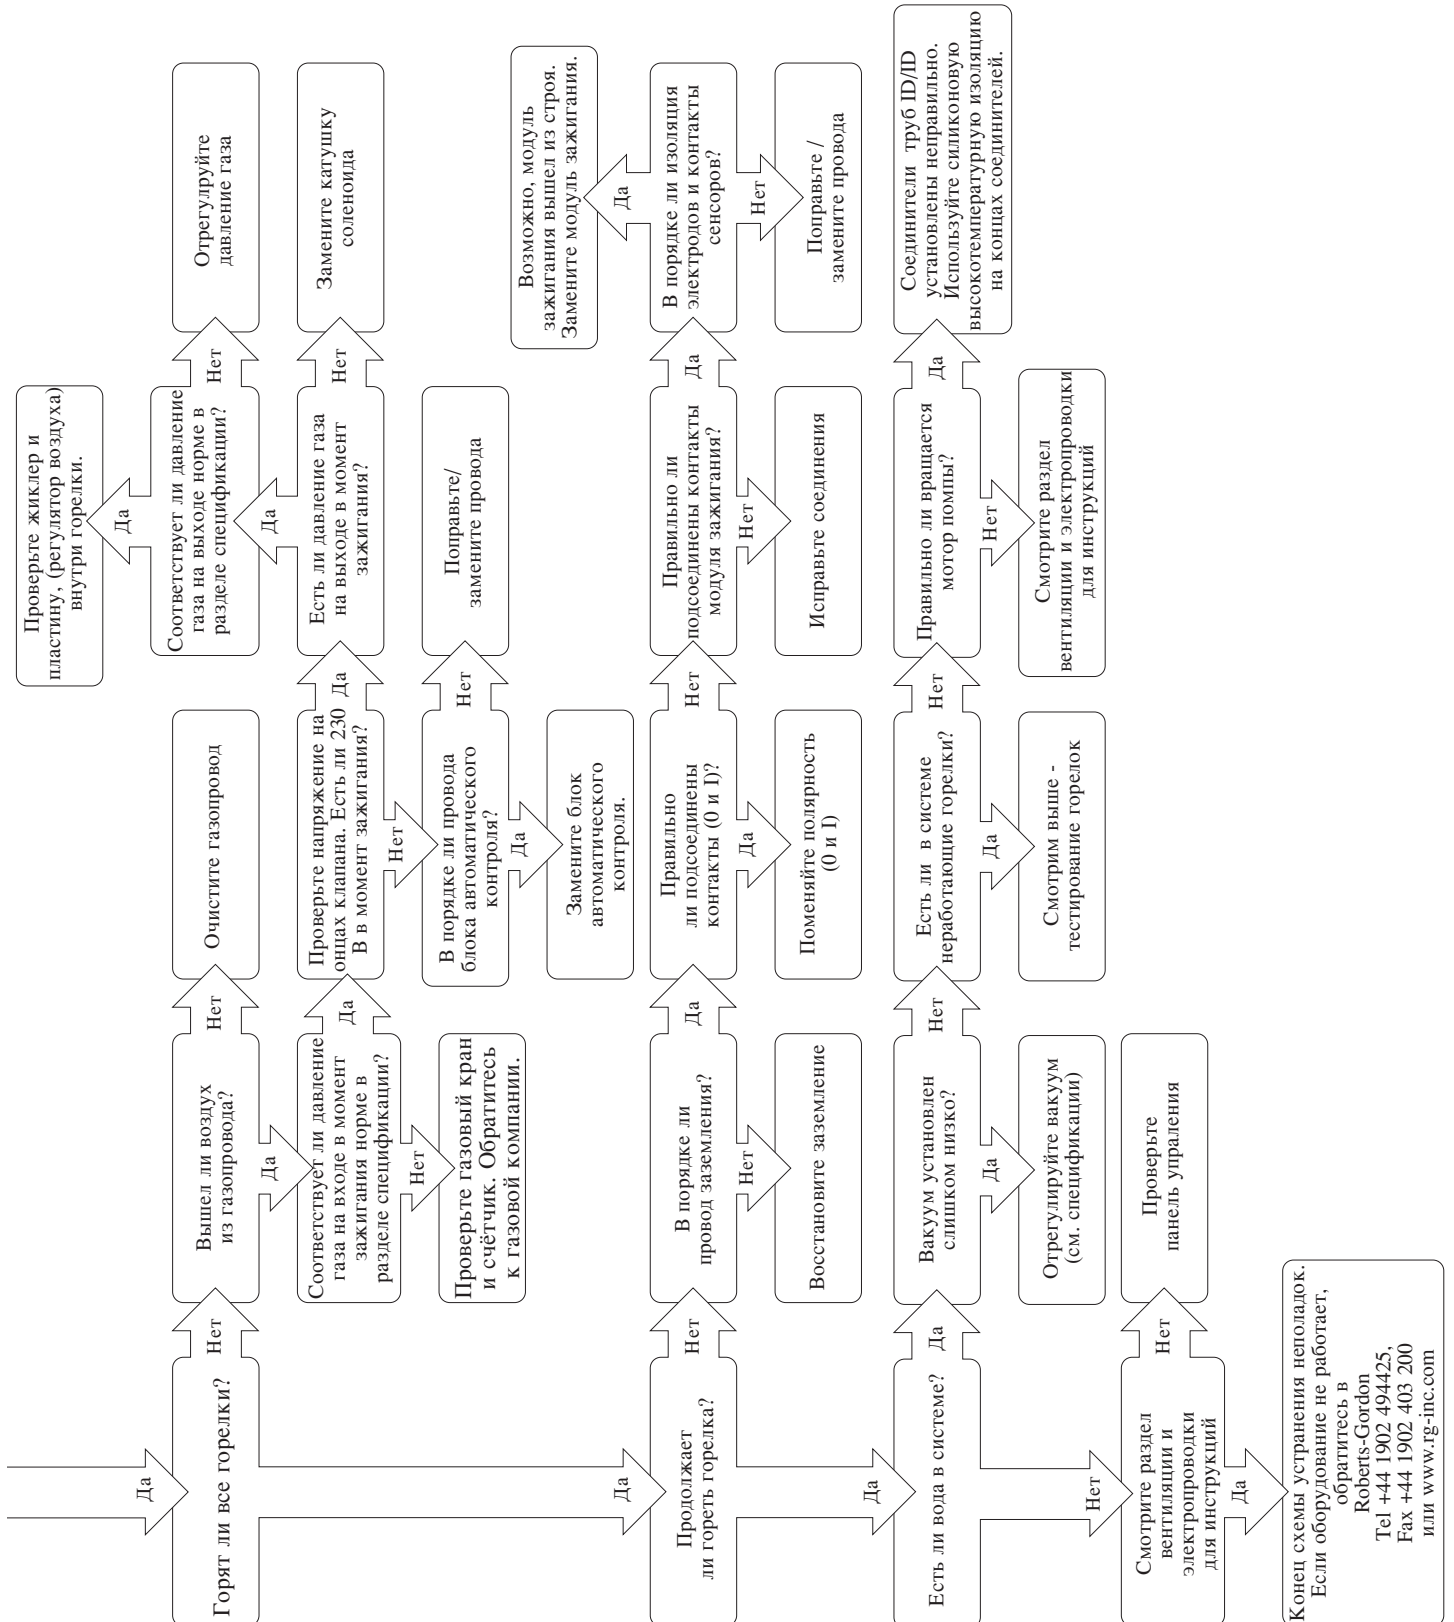 Да
Горят ли все горелки?
Нет
Вышел ли воздух
из газопровода?
Нет
Очистите газопровод
Да
Соответствует ли давление
газа на входе в момент
зажигания норме в
разделе спецификации?
Нет
Проверьте газовый кран
и счётчик. Обратитесь
к газовой компании.
Да
Проверьте напряжение на
онцах клапана. Есть ли 230
В в момент зажигания?
Нет
В порядке ли провода
блока автоматического
контроля?
Нет
Поправьте/
замените провода
Да
Замените блок
автоматического
контроля.
Да
Есть ли давление газа
на выходе в момент
зажигания?
Нет
Замените катушку
соленоида
Да
Соответствует ли давление
газа на выходе норме в
разделе спецификации?
Нет
Отрегулруйте
давление газа
Да
Проверьте жиклер и
пластину, (регулятор воздуха)
внутри горелки.
Да
Продолжает
ли гореть горелка?
Нет
В порядке ли
провод заземления?
Нет
Восстановите заземление
Да
Правильно
ли подсоединены
контакты (0 и I)?
Да
Поменяйте полярность
(0 и I)
Нет
Правильно ли
подсоединены контакты
модуля зажигания?
Нет
Исправьте соединения
Да
В порядке ли изоляция
электродов и контакты
сенсоров?
Да
Возможно, модуль
зажигания вышел из строя.
Замените модуль зажигания.
Нет
Поправьте /
замените провода
Да
Есть ли вода в системе?
Да
Вакуум установлен
слишком низко?
Да
Отрегулируйте вакуум
(см. спецификации)
Нет
Есть ли в системе
неработающие горелки?
Да
Смотрим выше -
тестирование горелок
Нет
Правильно ли вращается
мотор помпы?
Нет
Смотрите раздел
вентиляции и электропроводки
для инструкций
Да
Соединтели труб ID/ID
установлены неправильно.
Используйте силиконовую
высокотемпературную изоляцию
на концах соединителей.
Нет
Смотрите раздел
вентиляции и
электропроводки
для инструкций
Нет
Проверьте
панель упраления
Да
Конец схемы устранения неполадок.
Если оборудование не работает,
обратитесь в
Roberts-Gordon
Tel +44 1902 494425,
Fax +44 1902 403 200
или www.rg-inc.com